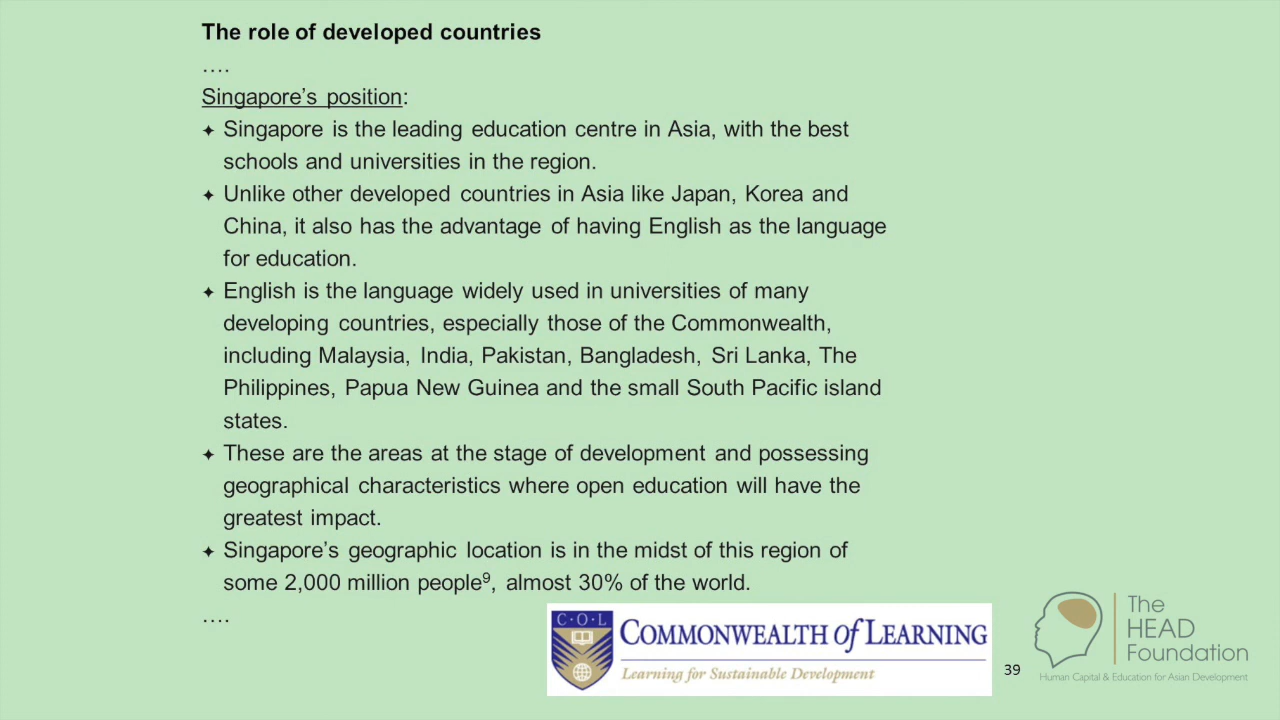 The role of developed countries
….
Singapore’s position:
✦ Singapore is the leading education centre in Asia, with the best
schools and universities in the region.
✦ Unlike other developed countries in Asia like Japan, Korea and
China, it also has the advantage of having English as the language
for education.
✦ English is the language widely used in universities of many
developing countries, especially those of the Commonwealth,
including Malaysia, India, Pakistan, Bangladesh, Sri Lanka, The
Philippines, Papua New Guinea and the small South Pacific island
states.
✦ These are the areas at the stage of development and possessing
geographical characteristics where open education will have the
greatest impact.
✦ Singapore’s geographic location is in the midst of this region of
some 2,000 million people⁹, almost 30% of the world.
….
C·O·L
COMMONWEALTH of LEARNING
Learning for Sustainable Development
39
The
HEAD
Foundation
Human Capital & Education for Asian Development